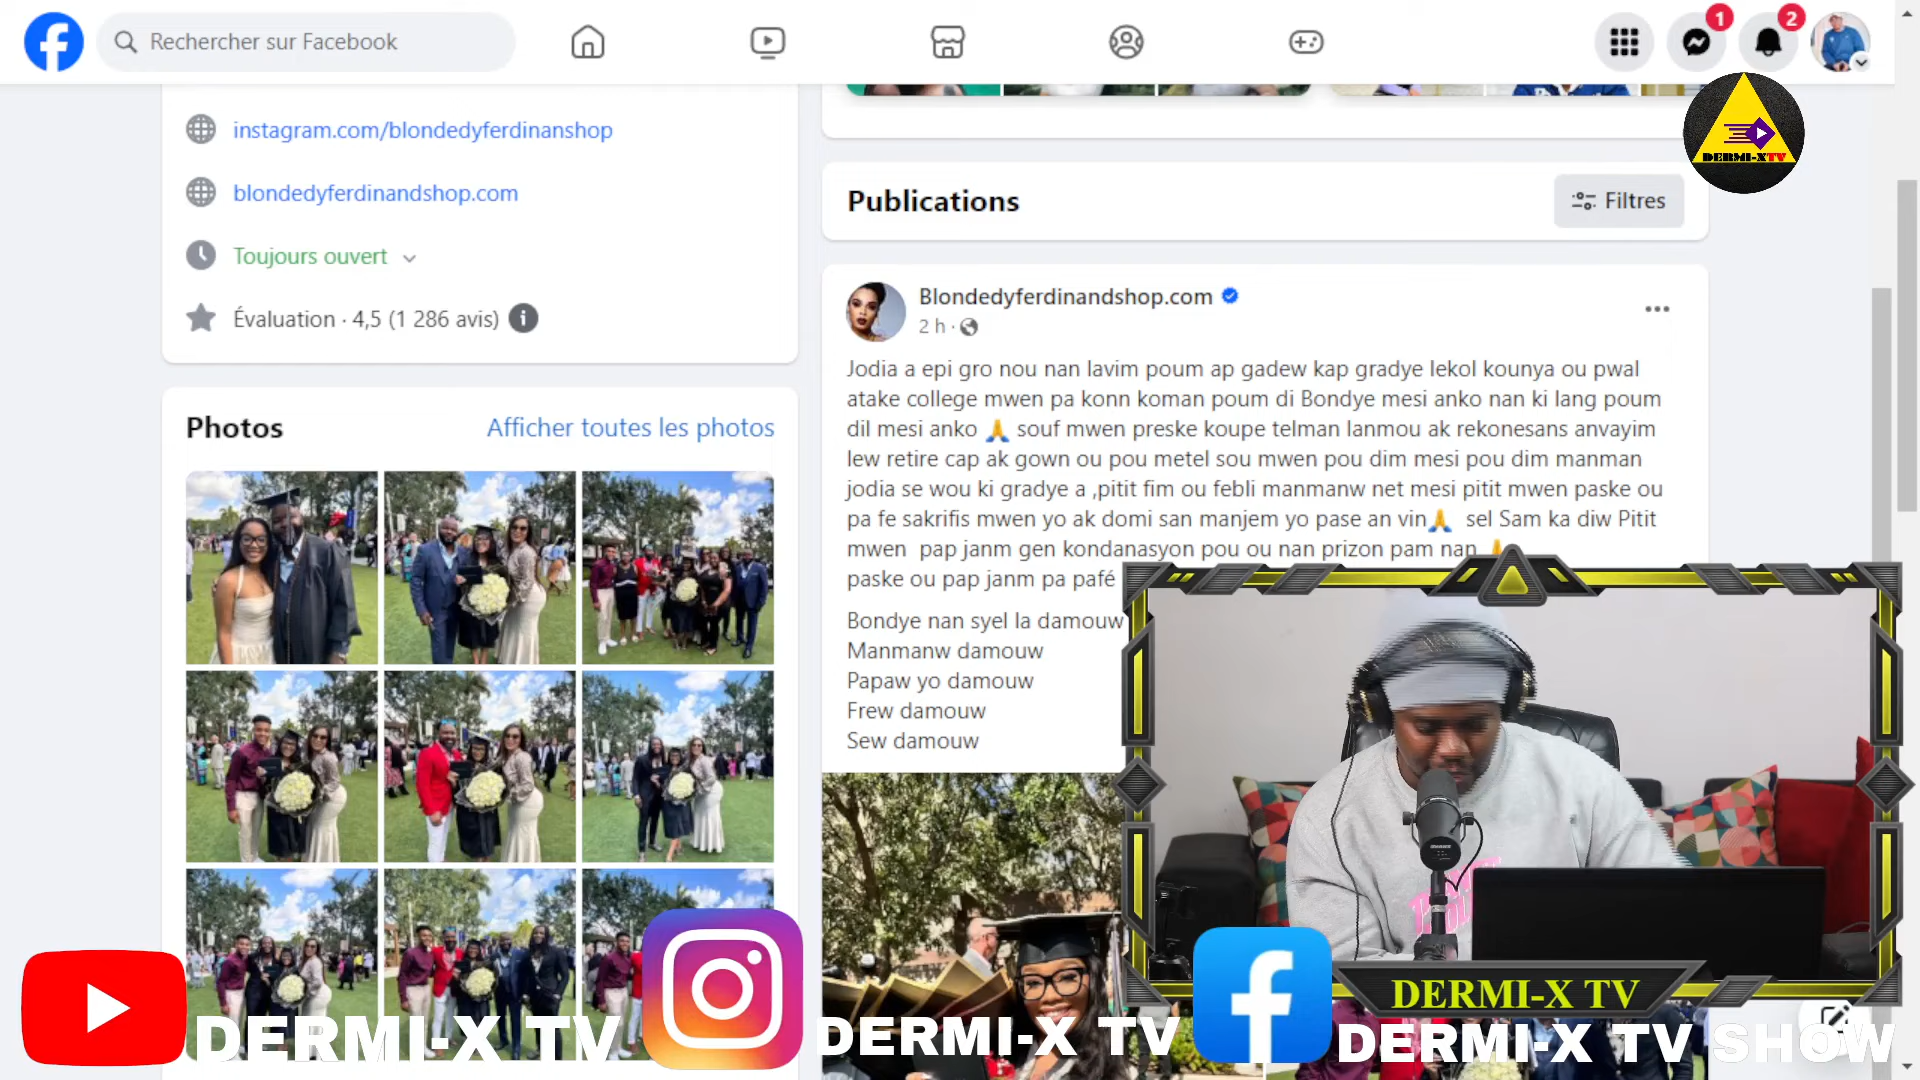 Rechercher sur Facebook
1
2
instagram.com/blondedyferdinanshop
blondedyferdinandshop.com
Toujours ouvert
Évaluation · 4,5 (1 286 avis)
Photos
Afficher toutes les photos
DERMI-XTV
Publications
Filtres
Blondedyferdinandshop.com
2 h ·
Jodia a epi gro nou nan lavim poum ap gadew kap gradye lekol kounya ou pwal
atake college mwen pa konn koman poum di Bondye mesi anko nan ki lang poum
dil mesi anko 🙏 souf mwen preske koupe telman lanmou ak rekonesans anvayim
lew retire cap ak gown ou pou metel sou mwen pou dim mesi pou dim manman
jodia se wou ki gradye a ,pitit fim ou febli manmanw net mesi pitit mwen paske ou
pa fe sakrifis mwen yo ak domi san manjem yo pase an vin🙏 sel Sam ka diw Pitit
mwen pap janm gen kondanasyon pou ou nan prizon pam nan 🙏
paske ou pap janm pa pafé
Bondye nan syel la damouw
Manmanw damouw
Papaw yo damouw
Frew damouw
Sew damouw
DERMI-X TV
DERMI-X TV
DERMI-X TV
DERMI-X TV SHOW